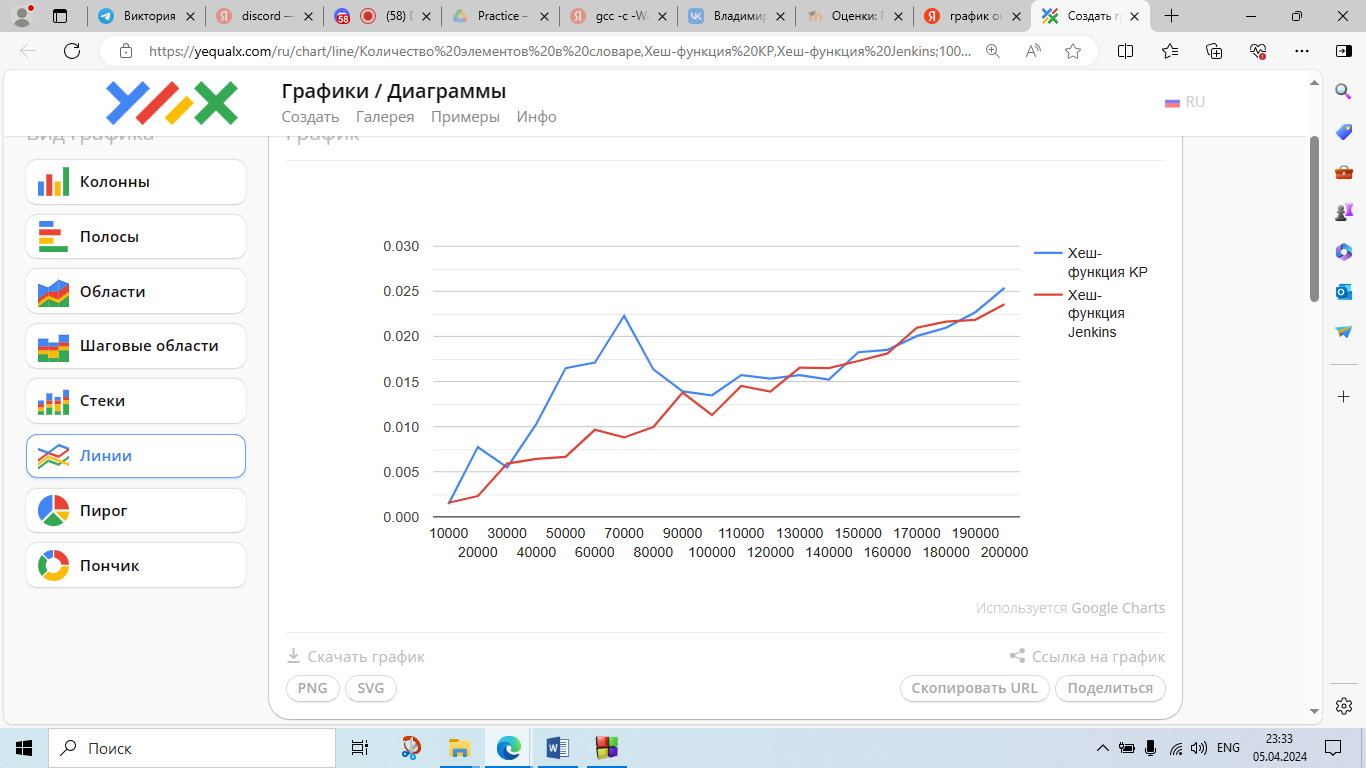 Виктория
discord —
58
(58) D
Practice –
gcc -c -Wa
Владимир
Оценки: П
график он
Создать г
https://yequalx.com/ru/chart/line/Количество%20элементов%20в%20словаре,Хеш-функция%20KP,Хеш-функция%20Jenkins;100...
Графики / Диаграммы
Создать Галерея Примеры Инфо
RU
Вид графика
График
Колонны
Полосы
Области
Шаговые области
Стеки
Линии
Пирог
Пончик
0.030
0.025
0.020
0.015
0.010
0.005
0.000
10000 30000 50000 70000 90000 110000 130000 150000 170000 190000
20000 40000 60000 80000 100000 120000 140000 160000 180000 200000
Хеш-
функция KP
Хеш-
функция
Jenkins
Используется Google Charts
Скачать график
Ссылка на график
PNG SVG
Скопировать URL Поделиться
Поиск
ENG
23:33
05.04.2024